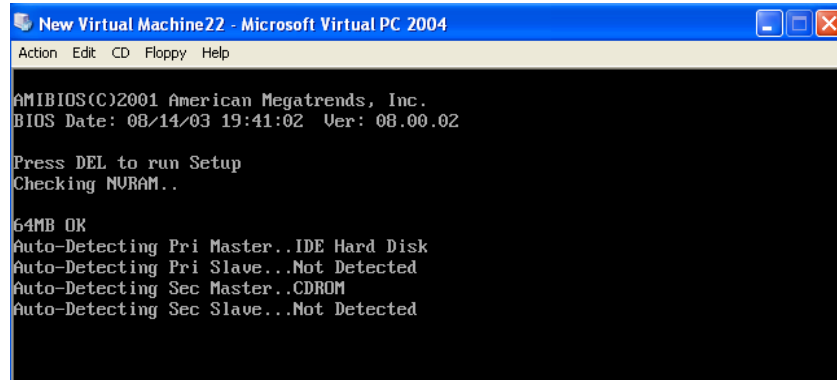 New Virtual Machine22 - Microsoft Virtual PC 2004
Action Edit CD Floppy Help
AMIBIOS(C)2001 American Megatrends, Inc.
BIOS Date: 08/14/03 19:41:02 Ver: 08.00.02
Press DEL to run Setup
Checking NVRAM..
64MB OK
Auto-Detecting Pri Master..IDE Hard Disk
Auto-Detecting Pri Slave...Not Detected
Auto-Detecting Sec Master..CDROM
Auto-Detecting Sec Slave...Not Detected